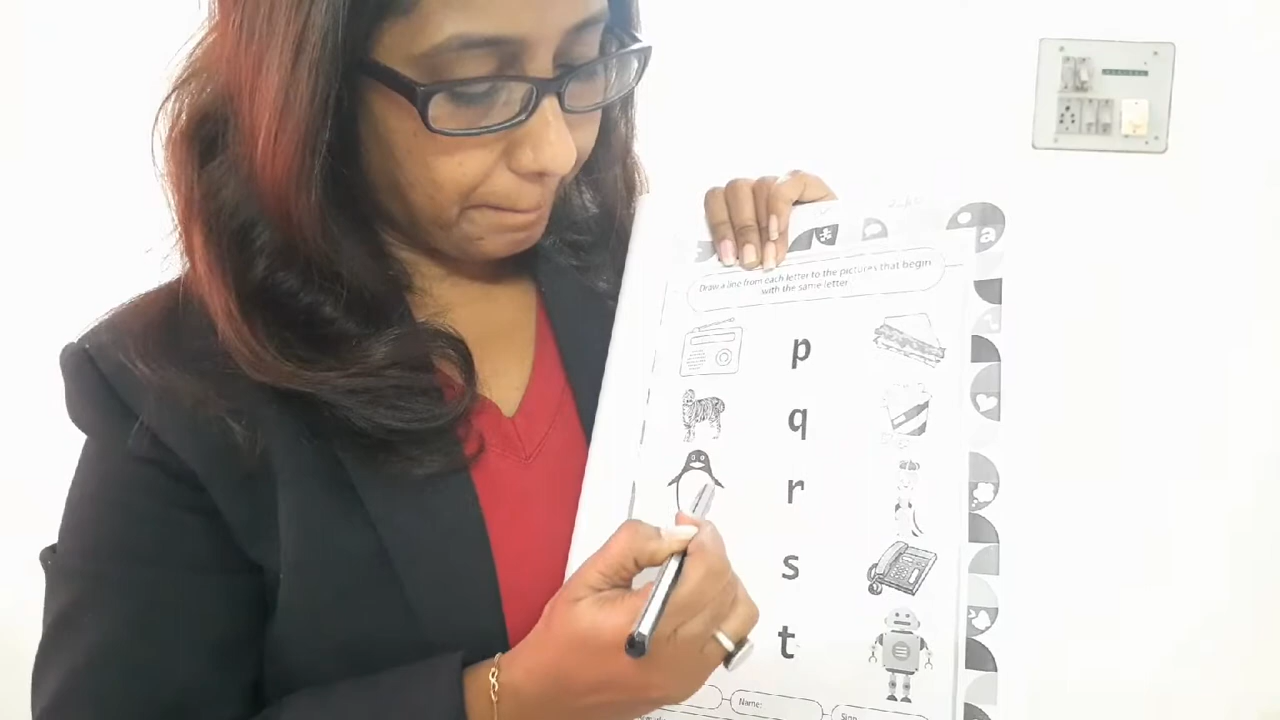 a
Draw a line from each letter to the pictures that begin
with the same letter.
p
q
r
s
t
Name:
Sign